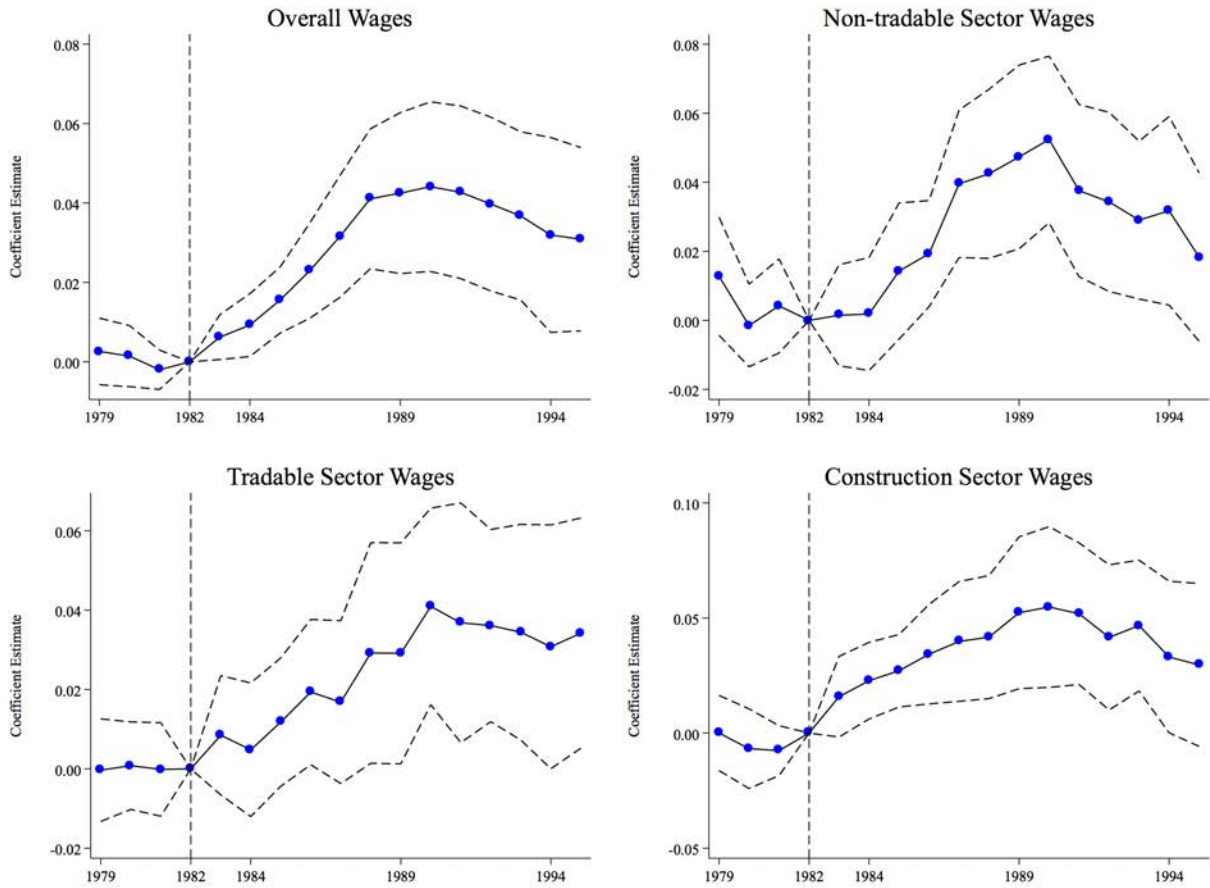 Overall Wages
Coefficient Estimate
0.08
0.06
0.04
0.02
0.00
1979 1982 1984 1989 1994
Non-tradable Sector Wages
Coefficient Estimate
0.08
0.06
0.04
0.02
0.00
-0.02
1979 1982 1984 1989 1994
Tradable Sector Wages
Coefficient Estimate
0.06
0.04
0.02
0.00
-0.02
1979 1982 1984 1989 1994
Construction Sector Wages
Coefficient Estimate
0.10
0.05
0.00
-0.05
1979 1982 1984 1989 1994